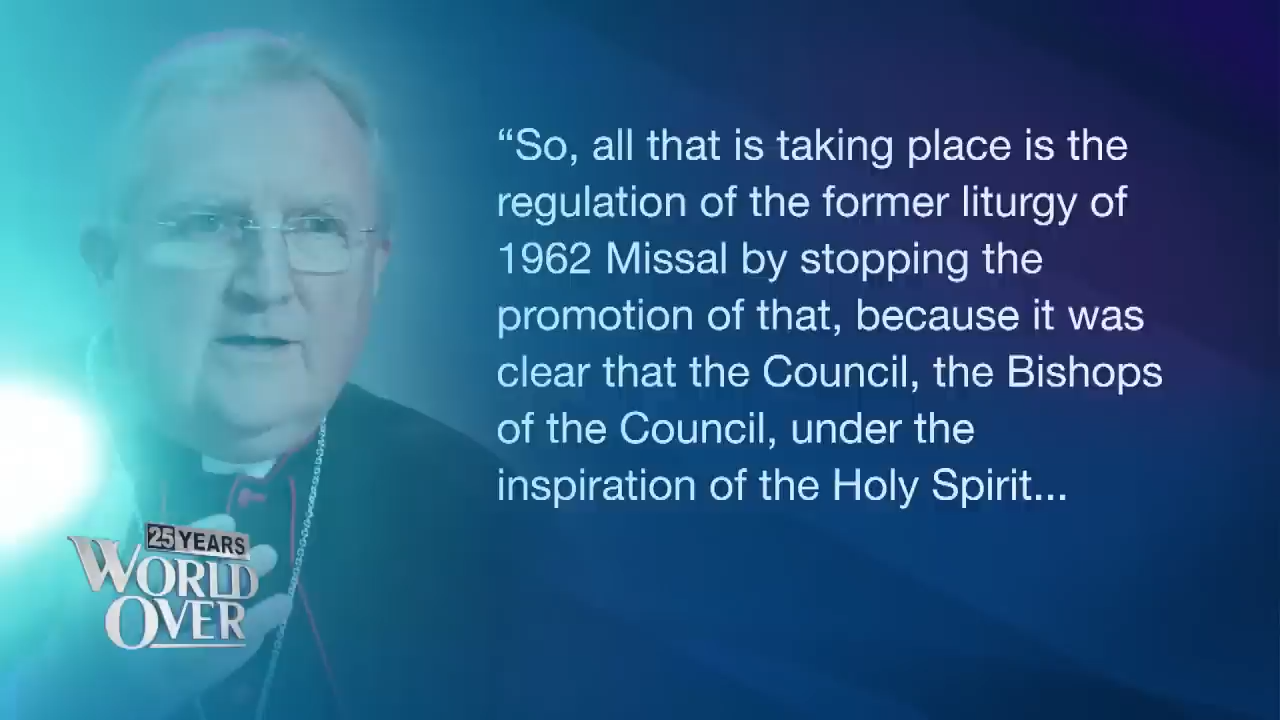 “So, all that is taking place is the
regulation of the former liturgy of
1962 Missal by stopping the
promotion of that, because it was
clear that the Council, the Bishops
of the Council, under the
inspiration of the Holy Spirit...
25 YEARS
WORLD
OVER